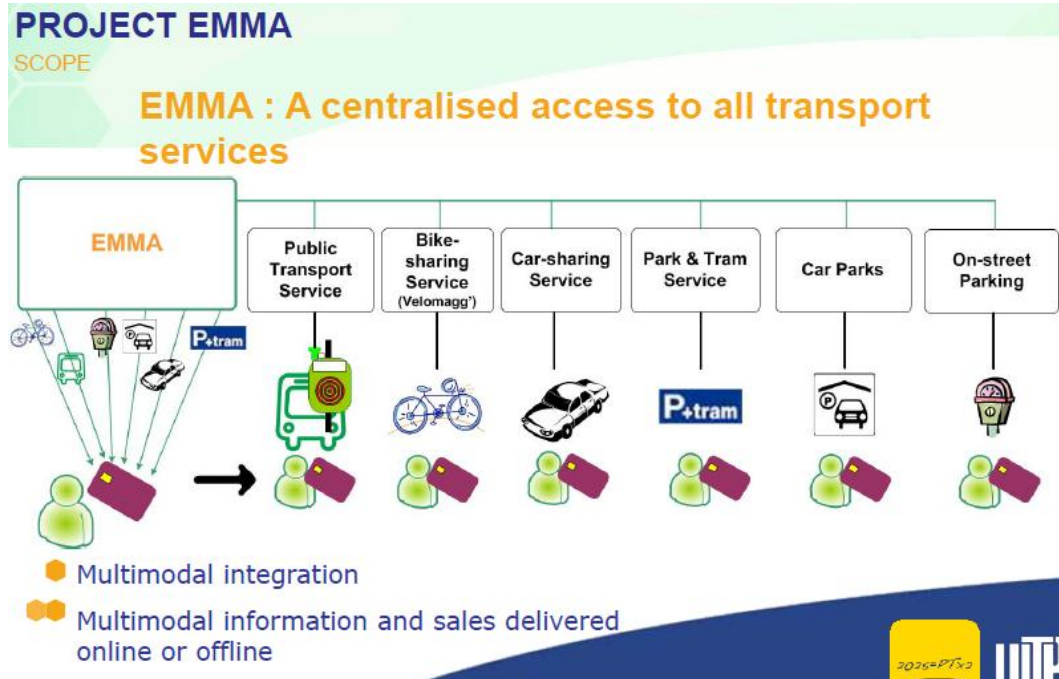 PROJECT EMMA
SCOPE
EMMA : A centralised access to all transport
services
EMMA
Public
Transport
Service
Bike-
sharing
Service
(Velomagg')
Car-sharing
Service
Park & Tram
Service
Car Parks
On-street
Parking
P+tram
P+tram
P
P
Multimodal integration
Multimodal information and sales delivered
online or offline
2025=PTx2